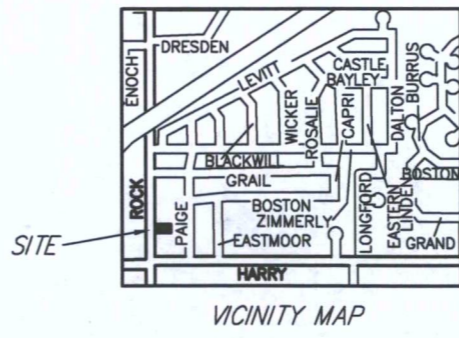 DRESDEN
ENOCH
LEVITT
CASTLE
BAYLEY
BURRUS
DALTON
WICKER
ROSALIE
CAPRI
BLACKWILL
BOSTON
GRAIL
ROCK
PAIGE
BOSTON
ZIMMERLY
LONGFORD
EASTERN
LINDEN
SITE
EASTMOOR
GRAND
HARRY
VICINITY MAP